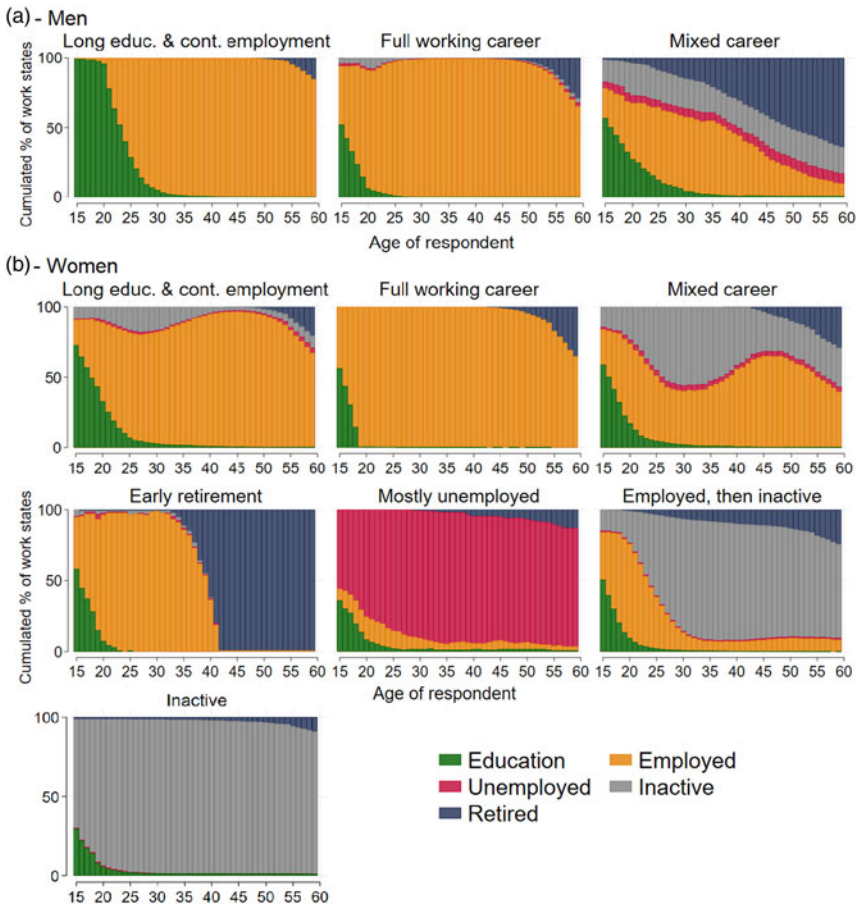 (a) - Men
Long educ. & cont. employment Full working career Mixed career
Cumulated % of work states
100
50
0
15 20 25 30 35 40 45 50 55 60 15 20 25 30 35 40 45 50 55 60 15 20 25 30 35 40 45 50 55 60
Age of respondent
(b) - Women
Long educ. & cont. employment Full working career Mixed career
100
50
0
15 20 25 30 35 40 45 50 55 60 15 20 25 30 35 40 45 50 55 60 15 20 25 30 35 40 45 50 55 60
Early retirement Mostly unemployed Employed, then inactive
Cumulated % of work states
100
50
0
15 20 25 30 35 40 45 50 55 60 15 20 25 30 35 40 45 50 55 60 15 20 25 30 35 40 45 50 55 60
Age of respondent
Inactive
100
50
0
15 20 25 30 35 40 45 50 55 60
Education Employed
Unemployed Inactive
Retired